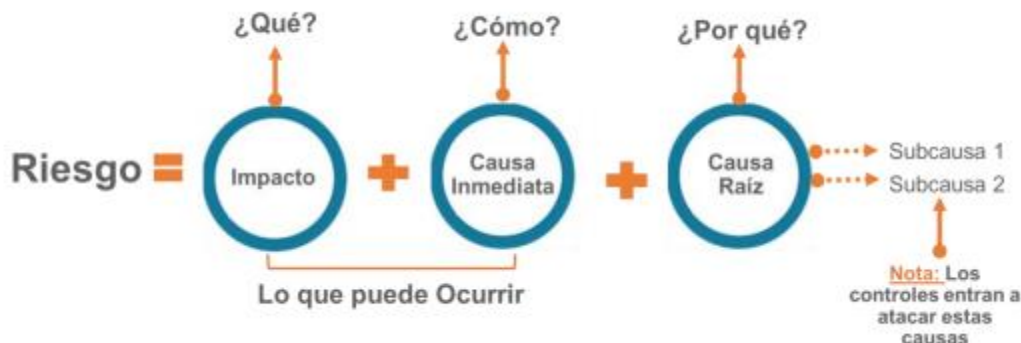 ¿Qué?
¿Cómo?
¿Por qué?
Riesgo =
Impacto
+
Causa
Inmediata
+
Causa
Raíz
Subcausa 1
Subcausa 2
Lo que puede Ocurrir
Nota: Los
controles entran a
atacar estas
causas